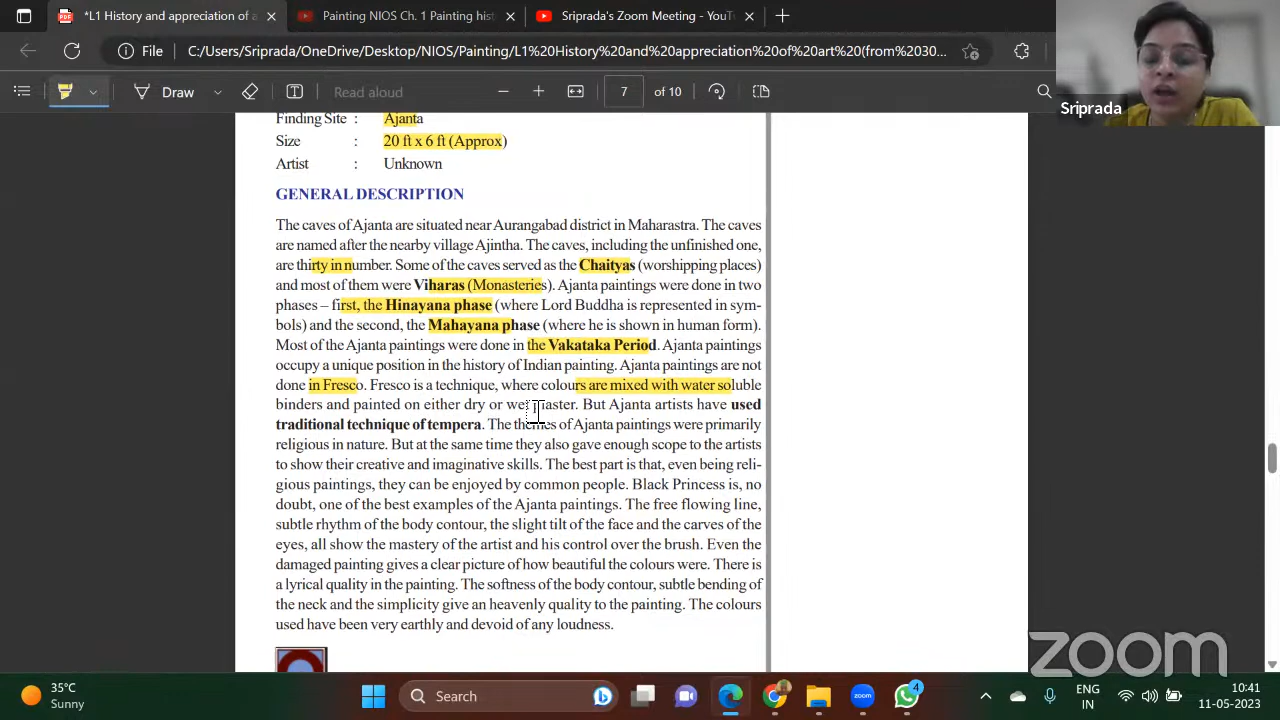 *L1 History and appreciation of a
Painting NIOS Ch. 1 Painting his
Sriprada's Zoom Meeting - YouT
File
C:/Users/Sriprada/OneDrive/Desktop/NIOS/Painting/L1%20History%20and%20appreciation%20of%20art%20(from%2030...
Draw
Read aloud
7
of 10
Sriprada
Finding Site : Ajanta
Size : 20 ft x 6 ft (Approx)
Artist : Unknown
GENERAL DESCRIPTION
The caves of Ajanta are situated near Aurangabad district in Maharastra. The caves
are named after the nearby village Ajintha. The caves, including the unfinished one,
are thirty in number. Some of the caves served as the Chaityas (worshipping places)
and most of them were Viharas (Monasteries). Ajanta paintings were done in two
phases – first, the Hinayana phase (where Lord Buddha is represented in sym-
bols) and the second, the Mahayana phase (where he is shown in human form).
Most of the Ajanta paintings were done in the Vakataka Period. Ajanta paintings
occupy a unique position in the history of Indian painting. Ajanta paintings are not
done in Fresco. Fresco is a technique, where colours are mixed with water soluble
binders and painted on either dry or we laster. But Ajanta artists have used
traditional technique of tempera. The themes of Ajanta paintings were primarily
religious in nature. But at the same time they also gave enough scope to the artists
to show their creative and imaginative skills. The best part is that, even being reli-
gious paintings, they can be enjoyed by common people. Black Princess is, no
doubt, one of the best examples of the Ajanta paintings. The free flowing line,
subtle rhythm of the body contour, the slight tilt of the face and the carves of the
eyes, all show the mastery of the artist and his control over the brush. Even the
damaged painting gives a clear picture of how beautiful the colours were. There is
a lyrical quality in the painting. The softness of the body contour, subtle bending of
the neck and the simplicity give an heavenly quality to the painting. The colours
used have been very earthly and devoid of any loudness.
zoom
35°C
Sunny
Search
zoom
4
ENG
IN
10:41
11-05-2023